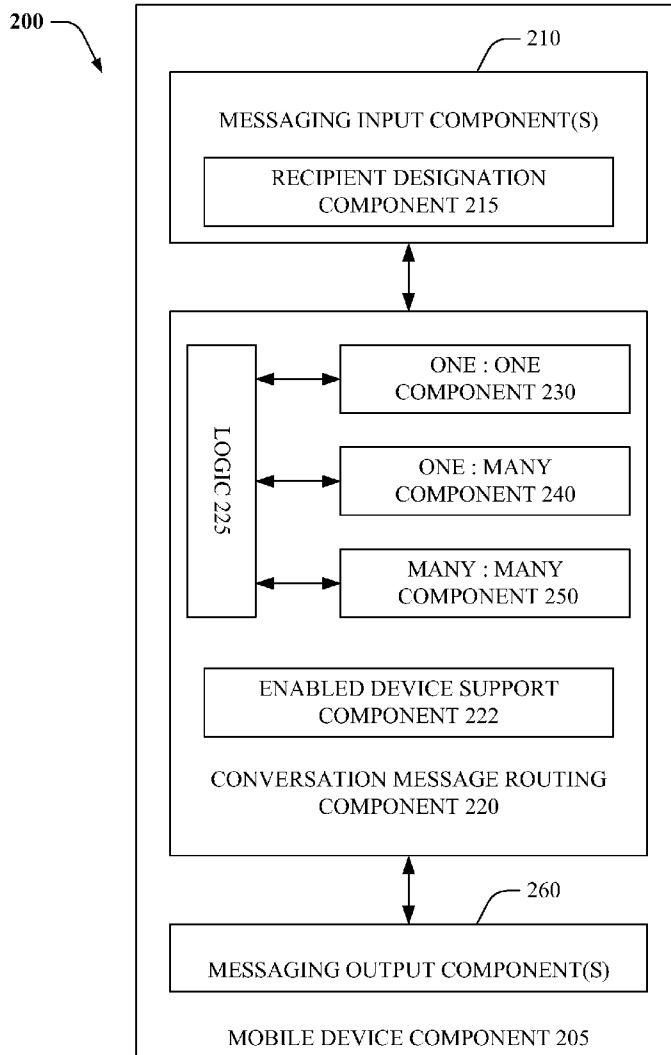 200
210
MESSAGING INPUT COMPONENT(S)
RECIPIENT DESIGNATION
COMPONENT 215
LOGIC 225
ONE : ONE
COMPONENT 230
ONE : MANY
COMPONENT 240
MANY : MANY
COMPONENT 250
ENABLED DEVICE SUPPORT
COMPONENT 222
CONVERSATION MESSAGE ROUTING
COMPONENT 220
260
MESSAGING OUTPUT COMPONENT(S)
MOBILE DEVICE COMPONENT 205